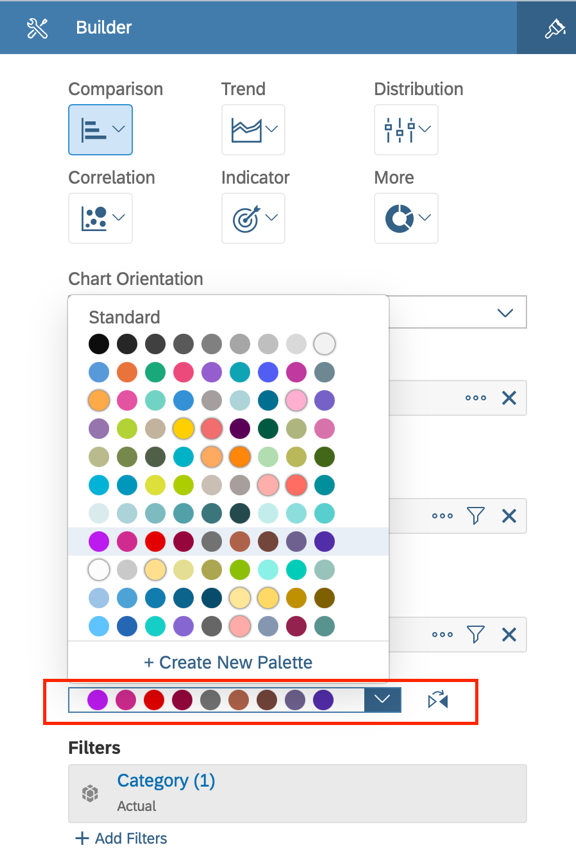 Builder
Comparison
Trend
Distribution
Correlation
Indicator
More
Chart Orientation
Standard
+ Create New Palette
Filters
Category (1)
Actual
+ Add Filters